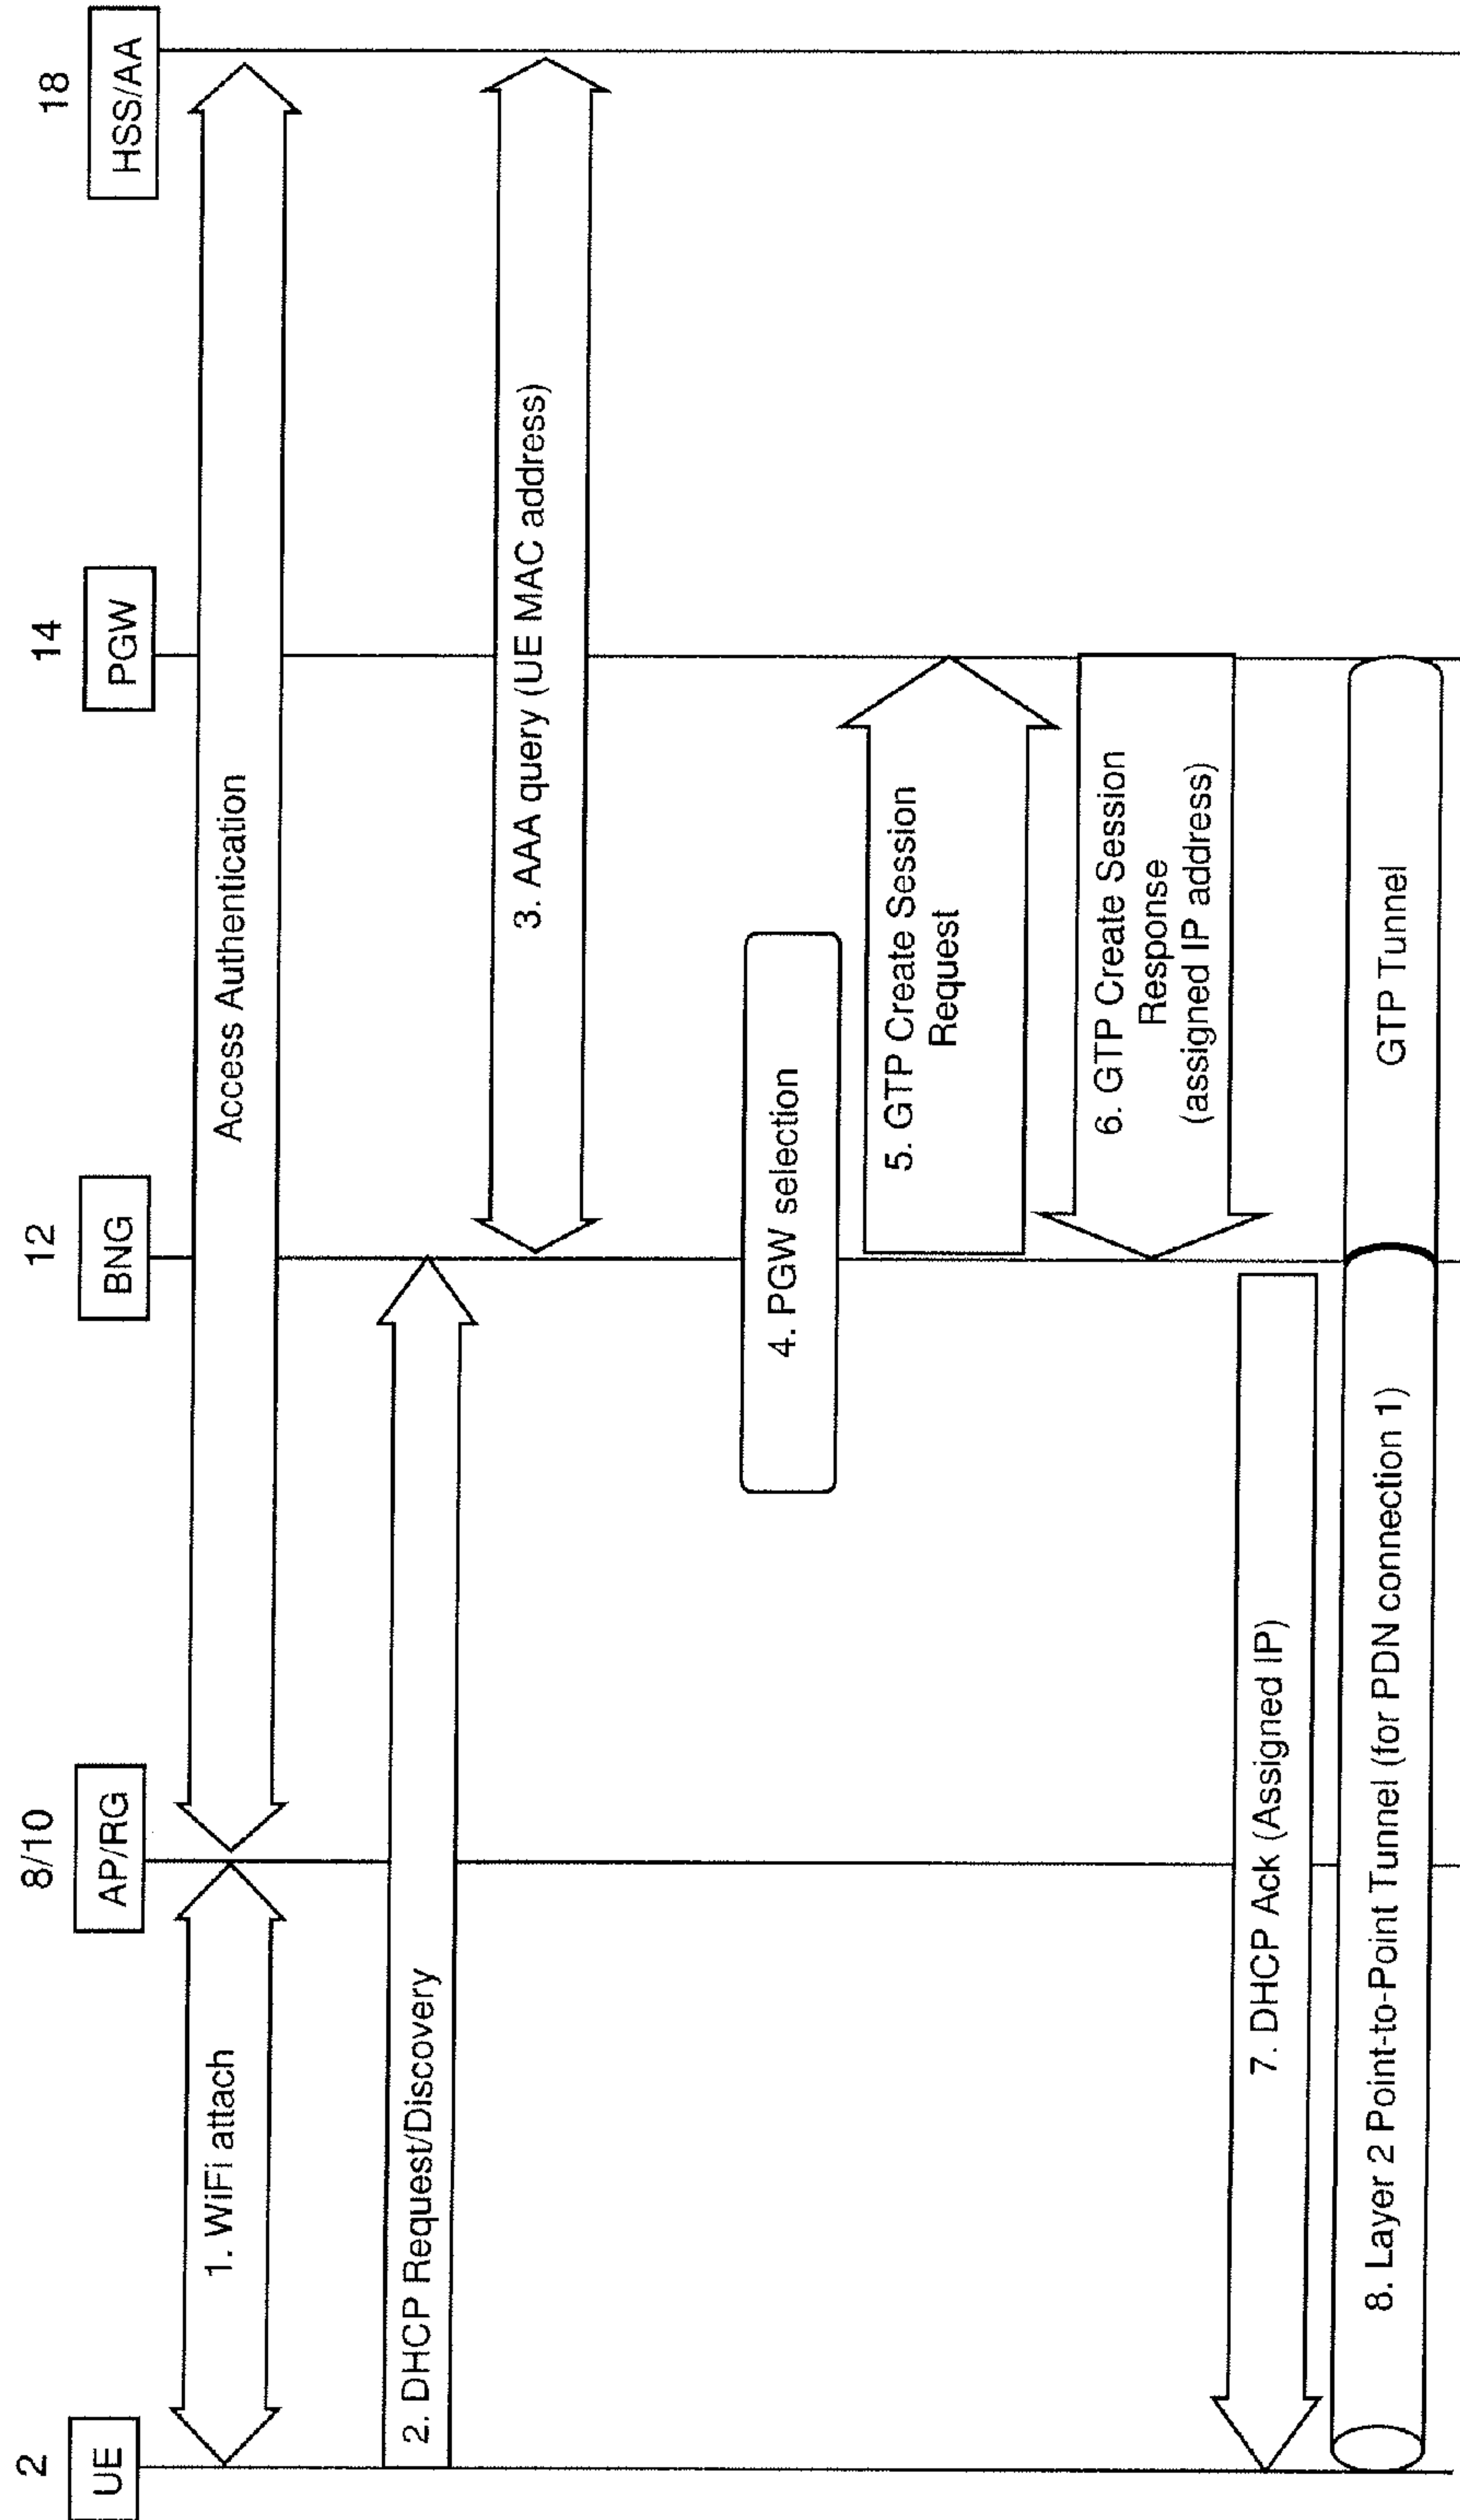 2
8/10
12
14
18
UE
AP/RG
BNG
PGW
HSS/AA
1. WiFi attach
Access Authentication
2. DHCP Request/Discovery
3. AAA query (UE MAC address)
4. PGW selection
5. GTP Create Session
Request
6. GTP Create Session
Response
(assigned IP address)
7. DHCP Ack (Assigned IP)
8. Layer 2 Point-to-Point Tunnel (for PDN connection 1)
GTP Tunnel